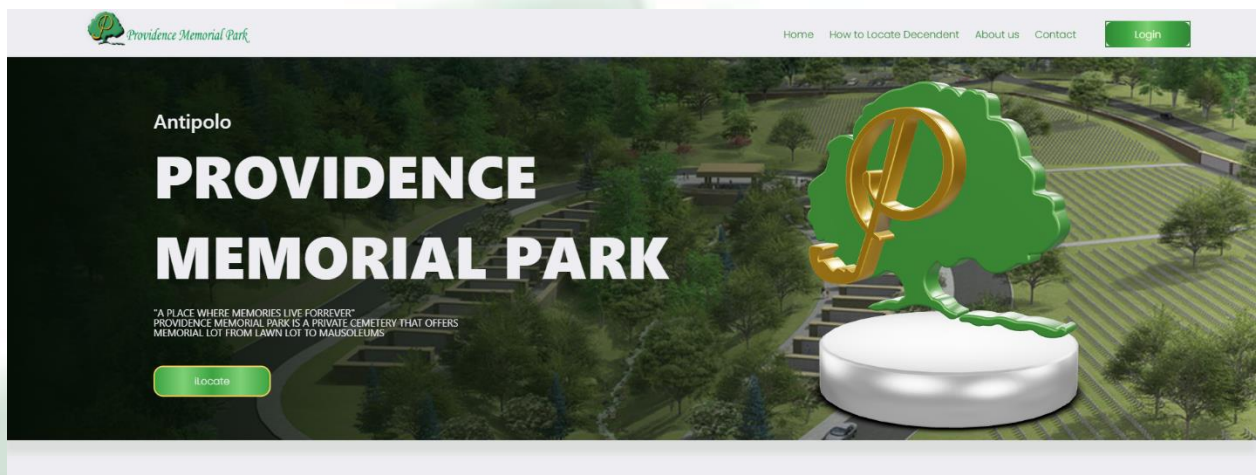 Providence Memorial Park
Home How to Locate Decendent About us Contact Login
Antipolo
PROVIDENCE
MEMORIAL PARK
"A PLACE WHERE MEMORIES LIVE FORREVER"
PROVIDENCE MEMORIAL PARK IS A PRIVATE CEMETERY THAT OFFERS
MEMORIAL LOT FROM LAWN LOT TO MAUSOLEUMS
iLocate